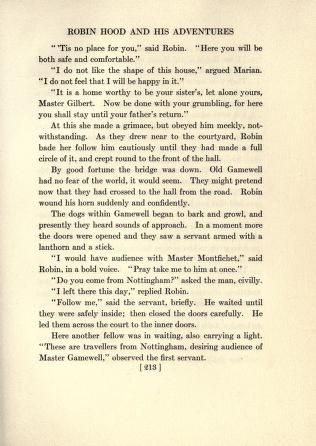 ROBIN HOOD AND HIS ADVENTURES
"'Tis no place for you," said Robin. "Here you will be
both safe and comfortable."
"I do not like the shape of this house," argued Marian.
"I do not feel that I will be happy in it."
"It is a home worthy to be your sister's, let alone yours,
Master Gilbert. Now be done with your grumbling, for here
you shall stay until your father's return."
At this she made a grimace, but obeyed him meekly, not-
withstanding. As they drew near to the courtyard, Robin
bade her follow him cautiously until they had made a full
circle of it, and crept round to the front of the hall.
By good fortune the bridge was down. Old Gamewell
had no fear of the world, it would seem. They might pretend
now that they had crossed to the hall from the road. Robin
wound his horn suddenly and confidently.
The dogs within Gamewell began to bark and growl, and
presently they heard sounds of approach. In a moment more
the doors were opened and they saw a servant armed with a
lanthorn and a stick.
"I would have audience with Master Montfichet," said
Robin, in a bold voice. "Pray take me to him at once."
"Do you come from Nottingham?" asked the man, civilly.
"I left there this day," replied Robin.
"Follow me," said the servant, briefly. He waited until
they were safely inside; then closed the doors carefully. He
led them across the court to the inner doors.
Here another fellow was in waiting, also carrying a light.
"These are travellers from Nottingham, desiring audience of
Master Gamewell," observed the first servant.
[ 213 ]